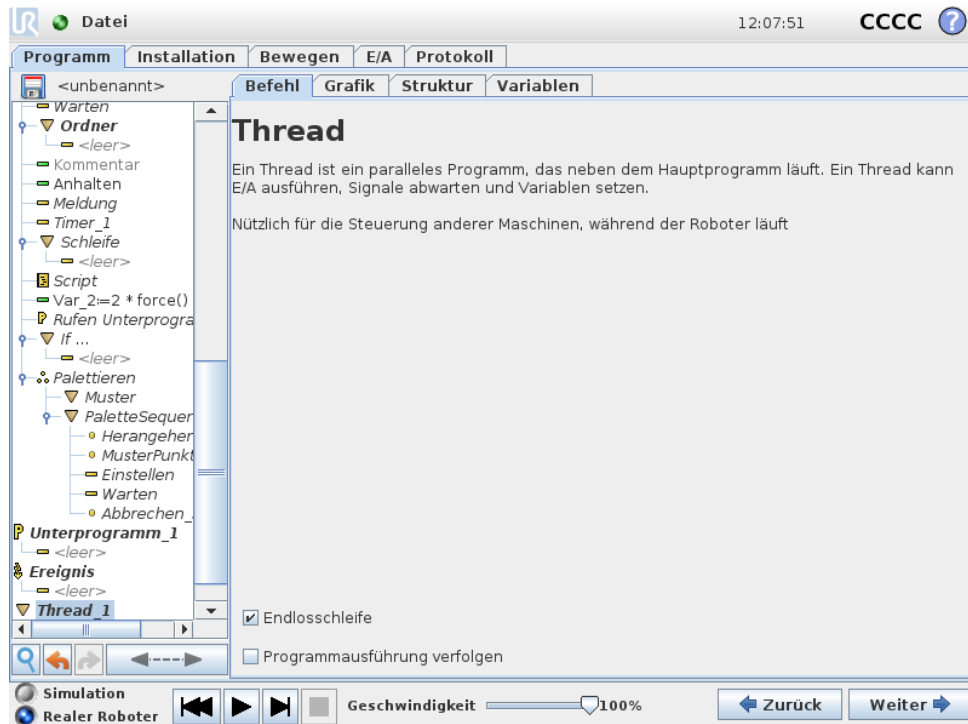 UR Datei 12:07:51 CCCC ?
Programm Installation Bewegen E/A Protokoll
<unbenannt>
Befehl Grafik Struktur Variablen
Warten
Ordner
<leer>
Kommentar
Anhalten
Meldung
Timer_1
Schleife
<leer>
Script
Var_2:=2 * force()
Rufen Unterprogra
If ...
<leer>
Palettieren
Muster
PaletteSequer
Herangeher
MusterPunkt
Einstellen
Warten
Abbrechen_
Unterprogramm_1
<leer>
Ereignis
<leer>
Thread_1
Thread
Ein Thread ist ein paralleles Programm, das neben dem Hauptprogramm läuft. Ein Thread kann
E/A ausführen, Signale abwarten und Variablen setzen.
Nützlich für die Steuerung anderer Maschinen, während der Roboter läuft
Endlosschleife
Programmausführung verfolgen
Simulation
Realer Roboter
Geschwindigkeit 100%
Zurück Weiter